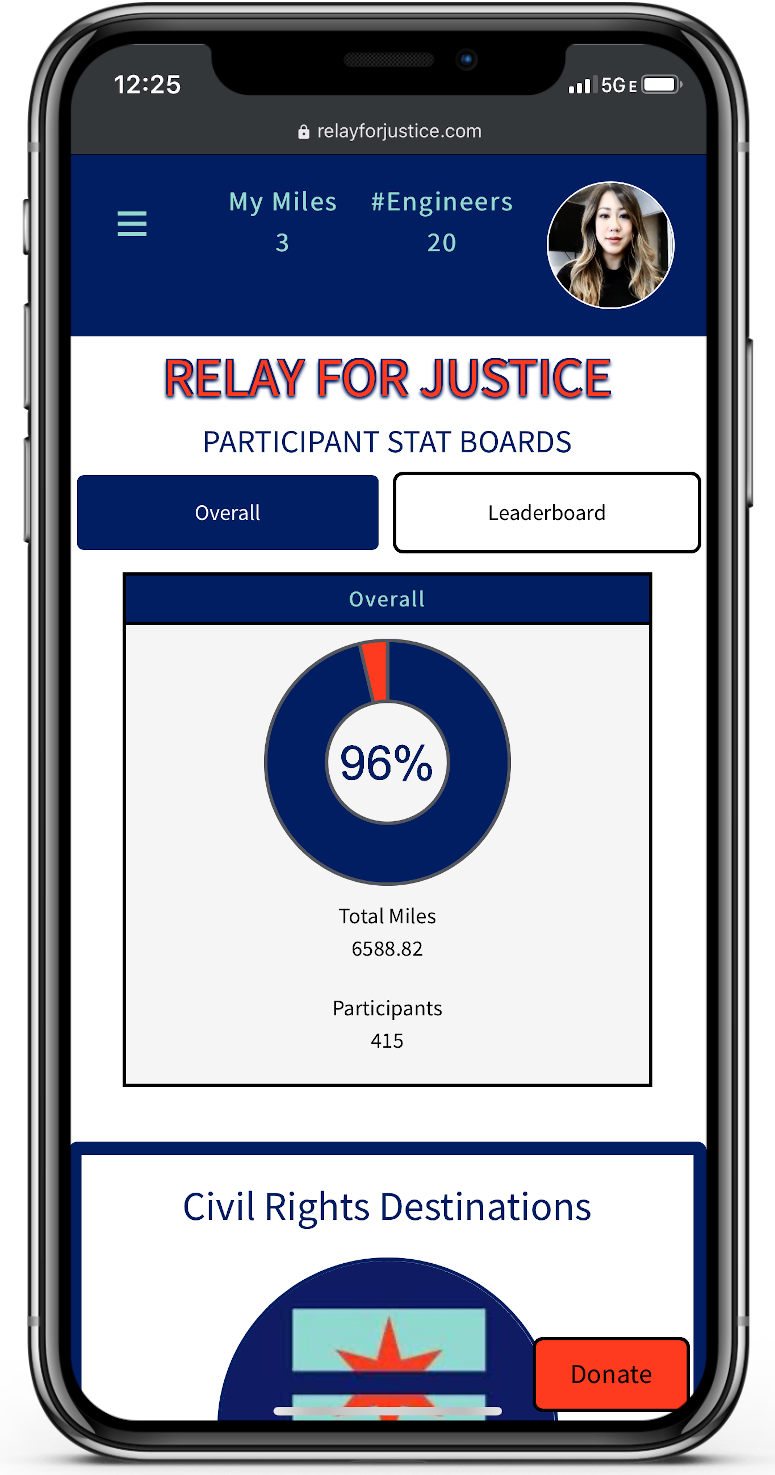 12:25
5GE
relayforjustice.com
My Miles
#Engineers
3
20
RELAY FOR JUSTICE
PARTICIPANT STAT BOARDS
Overall
Leaderboard
Overall
96%
Total Miles
6588.82
Participants
415
Civil Rights Destinations
Donate